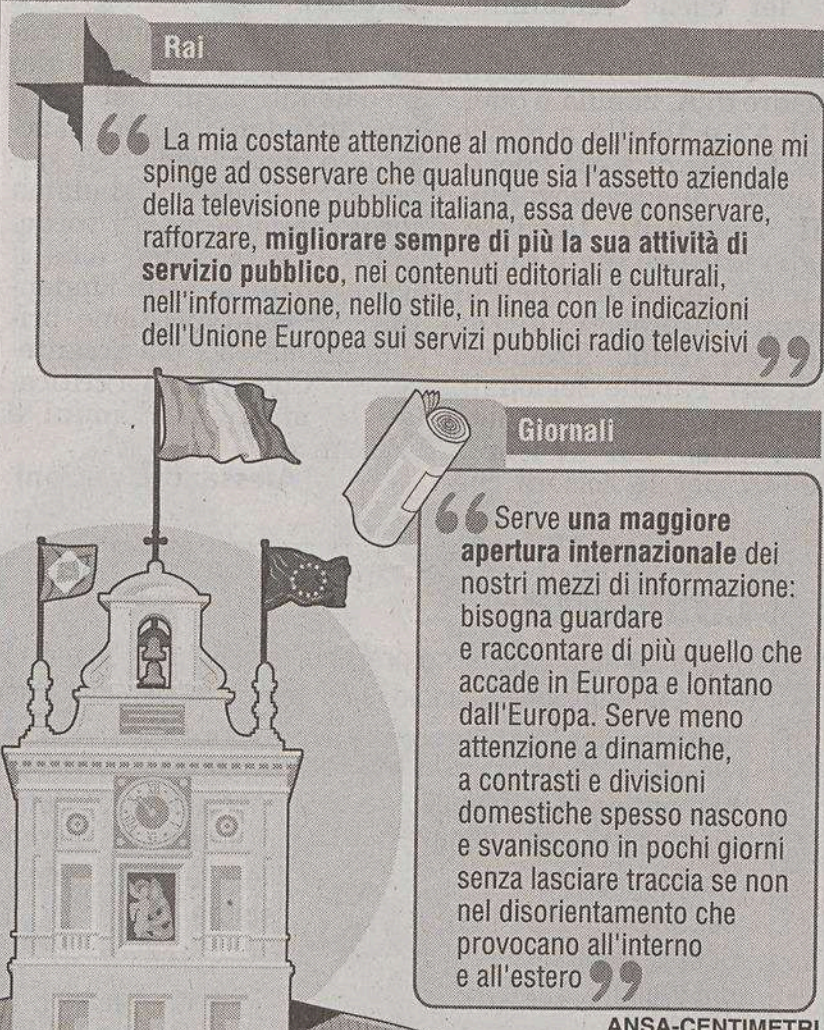 Rai
“ La mia costante attenzione al mondo dell'informazione mi
spinge ad osservare che qualunque sia l'assetto aziendale
della televisione pubblica italiana, essa deve conservare,
rafforzare, migliorare sempre di più la sua attività di
servizio pubblico, nei contenuti editoriali e culturali,
nell'informazione, nello stile, in linea con le indicazioni
dell'Unione Europea sui servizi pubblici radio televisivi ”
Giornali
“ Serve una maggiore
apertura internazionale dei
nostri mezzi di informazione:
bisogna guardare
e raccontare di più quello che
accade in Europa e lontano
dall'Europa. Serve meno
attenzione a dinamiche,
a contrasti e divisioni
domestiche spesso nascono
e svaniscono in pochi giorni
senza lasciare traccia se non
nel disorientamento che
provocano all'interno
e all'estero ”
ANSA-CENTIMETRI